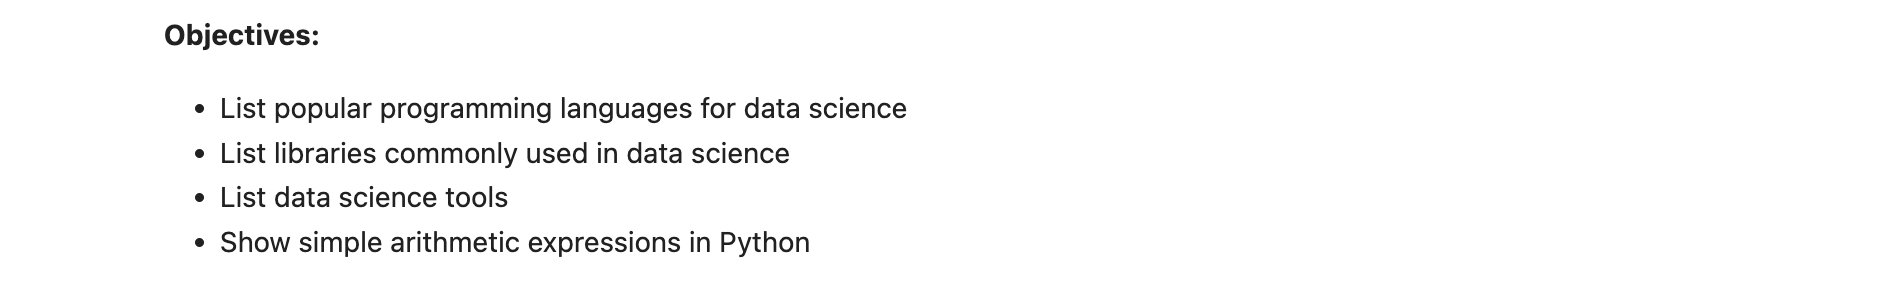 Objectives:
• List popular programming languages for data science
• List libraries commonly used in data science
• List data science tools
• Show simple arithmetic expressions in Python